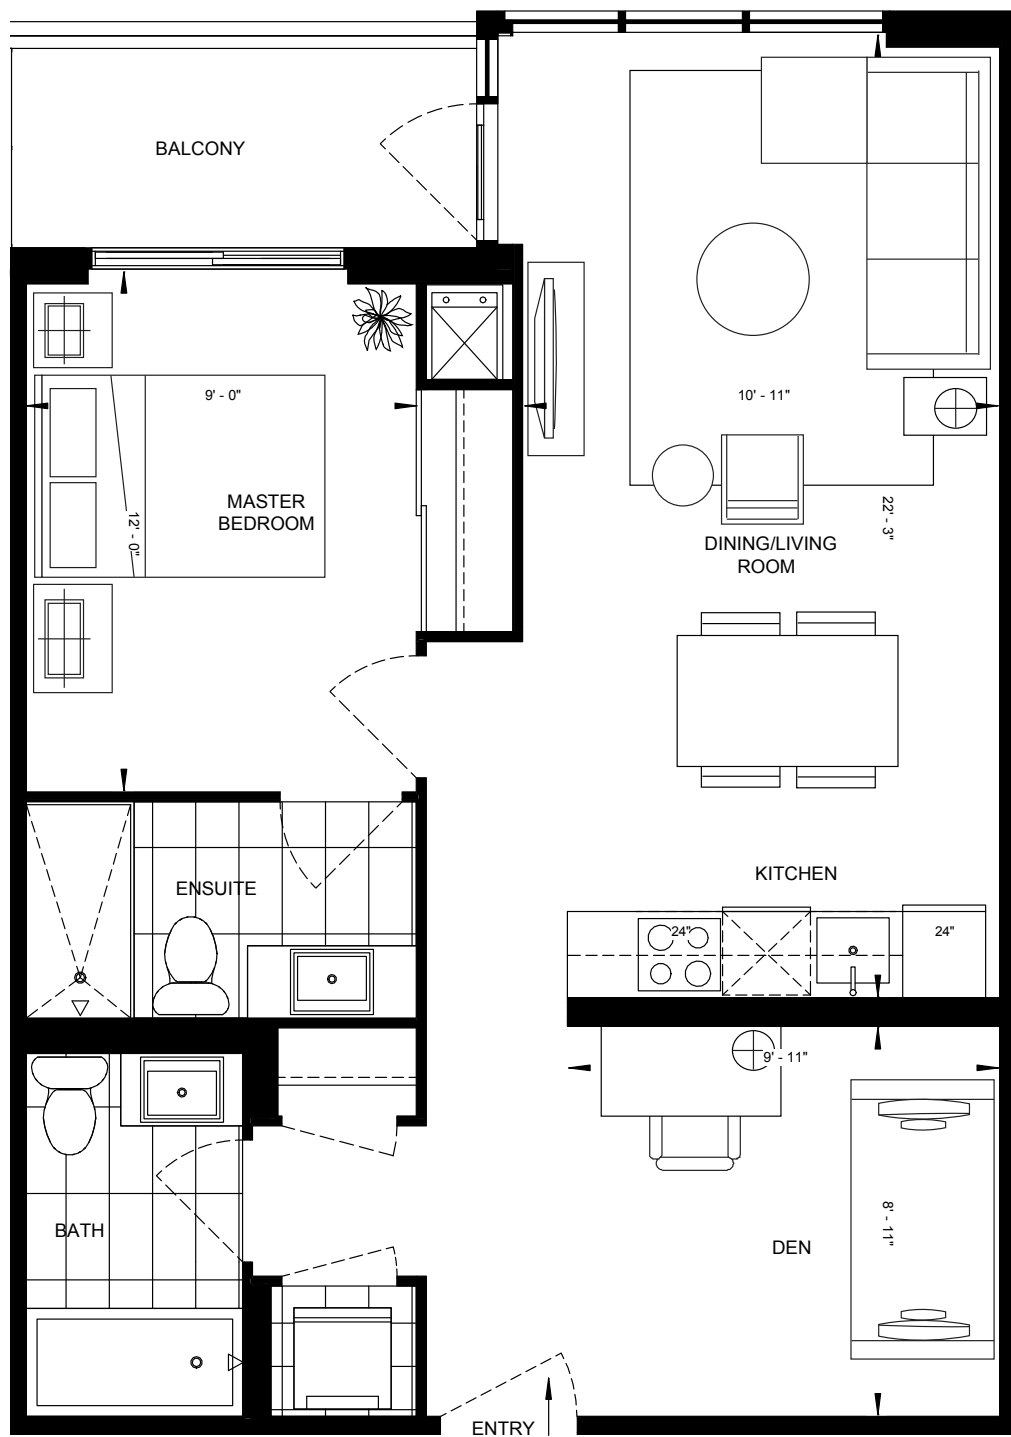 BALCONY
9' - 0"
10' - 11"
MASTER
BEDROOM
12' - 0"
22' - 3"
DINING/LIVING
ROOM
KITCHEN
ENSUITE
24"
24"
9' - 11"
BATH
8' - 11"
DEN
ENTRY